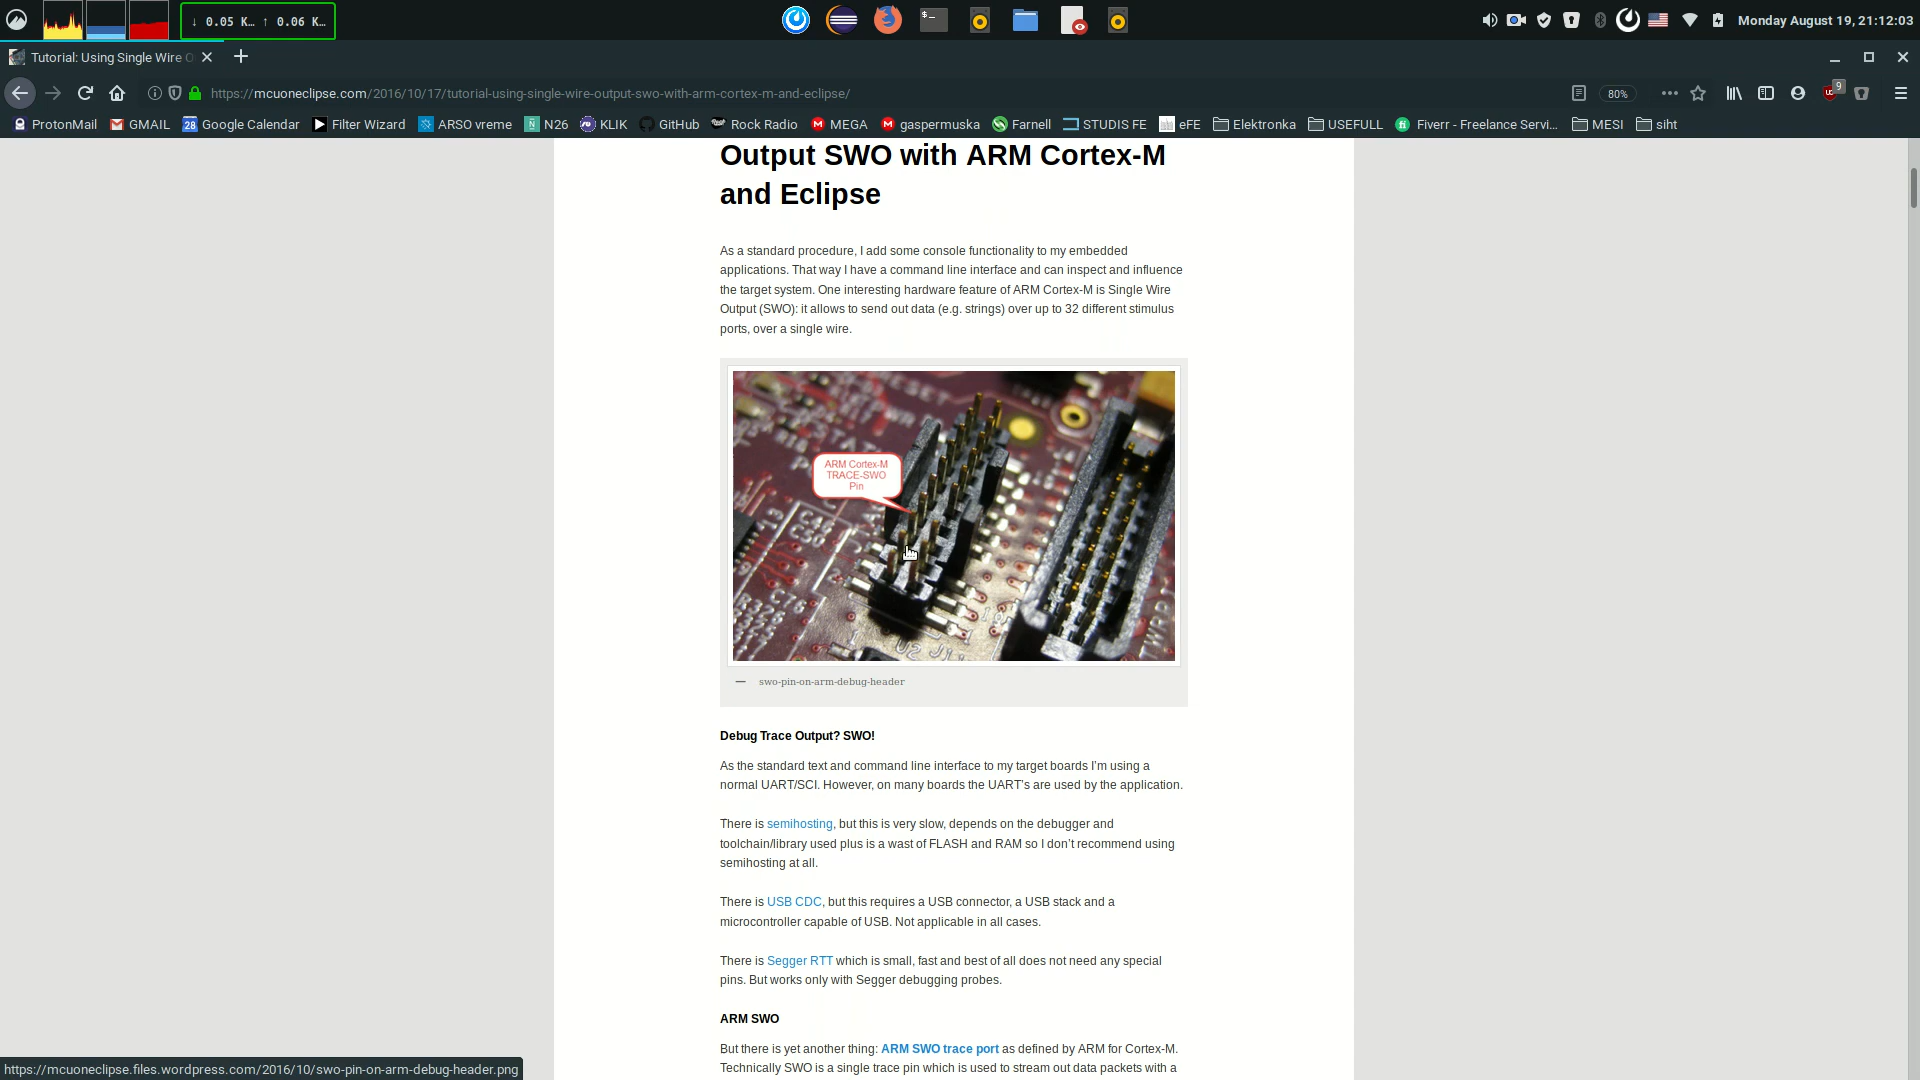 ↓ 0.05 K… ↑ 0.06 K…
Monday August 19, 21:12:03
Tutorial: Using Single Wire O
https://mcuoneclipse.com/2016/10/17/tutorial-using-single-wire-output-swo-with-arm-cortex-m-and-eclipse/
80%
9
ProtonMail GMAIL 28 Google Calendar Filter Wizard ARSO vreme N26 KLIK GitHub Rock Radio MEGA gaspermuska Farnell STUDIS FE eFE Elektronka USEFULL Fiverr - Freelance Servi... MESI siht
Output SWO with ARM Cortex-M
and Eclipse
As a standard procedure, I add some console functionality to my embedded
applications. That way I have a command line interface and can inspect and influence
the target system. One interesting hardware feature of ARM Cortex-M is Single Wire
Output (SWO): it allows to send out data (e.g. strings) over up to 32 different stimulus
ports, over a single wire.
ARM Cortex-M
TRACE-SWO
Pin
C76
— swo-pin-on-arm-debug-header
Debug Trace Output? SWO!
As the standard text and command line interface to my target boards I'm using a
normal UART/SCI. However, on many boards the UART's are used by the application.
There is semihosting, but this is very slow, depends on the debugger and
toolchain/library used plus is a wast of FLASH and RAM so I don't recommend using
semihosting at all.
There is USB CDC, but this requires a USB connector, a USB stack and a
microcontroller capable of USB. Not applicable in all cases.
There is Segger RTT which is small, fast and best of all does not need any special
pins. But works only with Segger debugging probes.
ARM SWO
But there is yet another thing: ARM SWO trace port as defined by ARM for Cortex-M.
Technically SWO is a single trace pin which is used to stream out data packets with a
https://mcuoneclipse.files.wordpress.com/2016/10/swo-pin-on-arm-debug-header.png